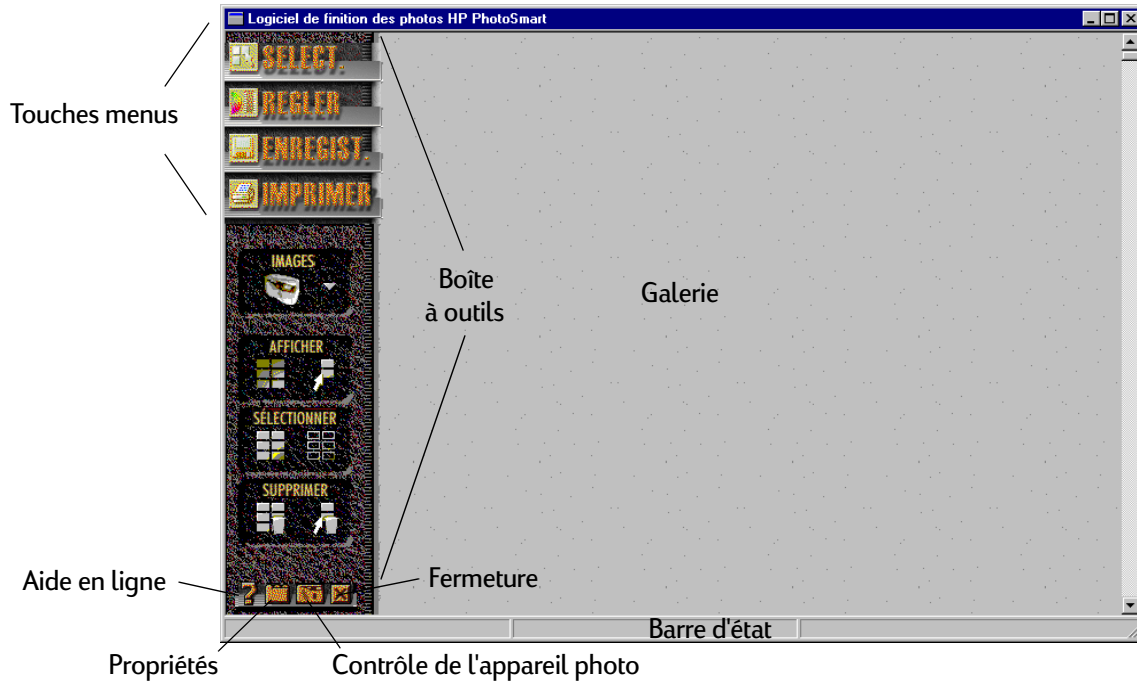 Logiciel de finition des photos HP PhotoSmart
SELECT.
Touches menus
REGLER
ENREGIST.
IMPRIMER
IMAGES
Boîte
à outils
Galerie
AFFICHER
SÉLECTIONNER
SUPPRIMER
Aide en ligne
Fermeture
Barre d'état
Propriétés
Contrôle de l'appareil photo